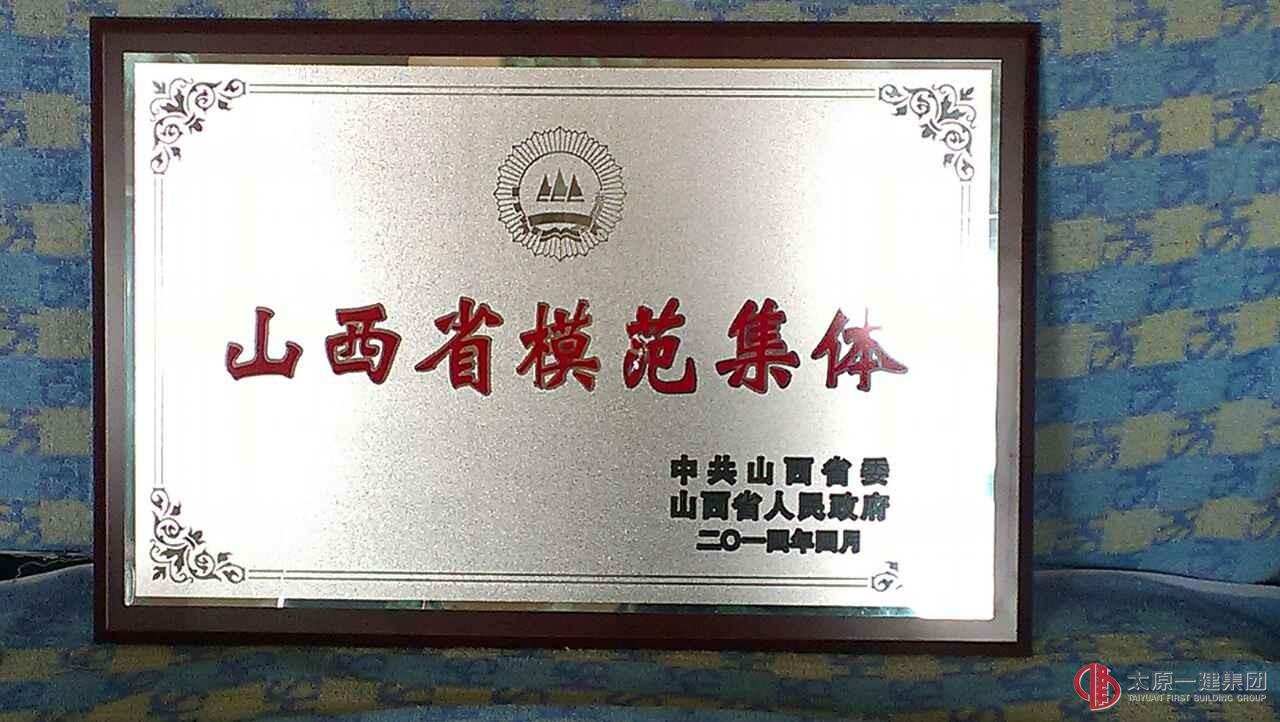 山西省模范集体
中共山西省委
山西省人民政府
二〇一四年四月
太原一建集团
TAIYUAN FIRST BUILDING GROUP